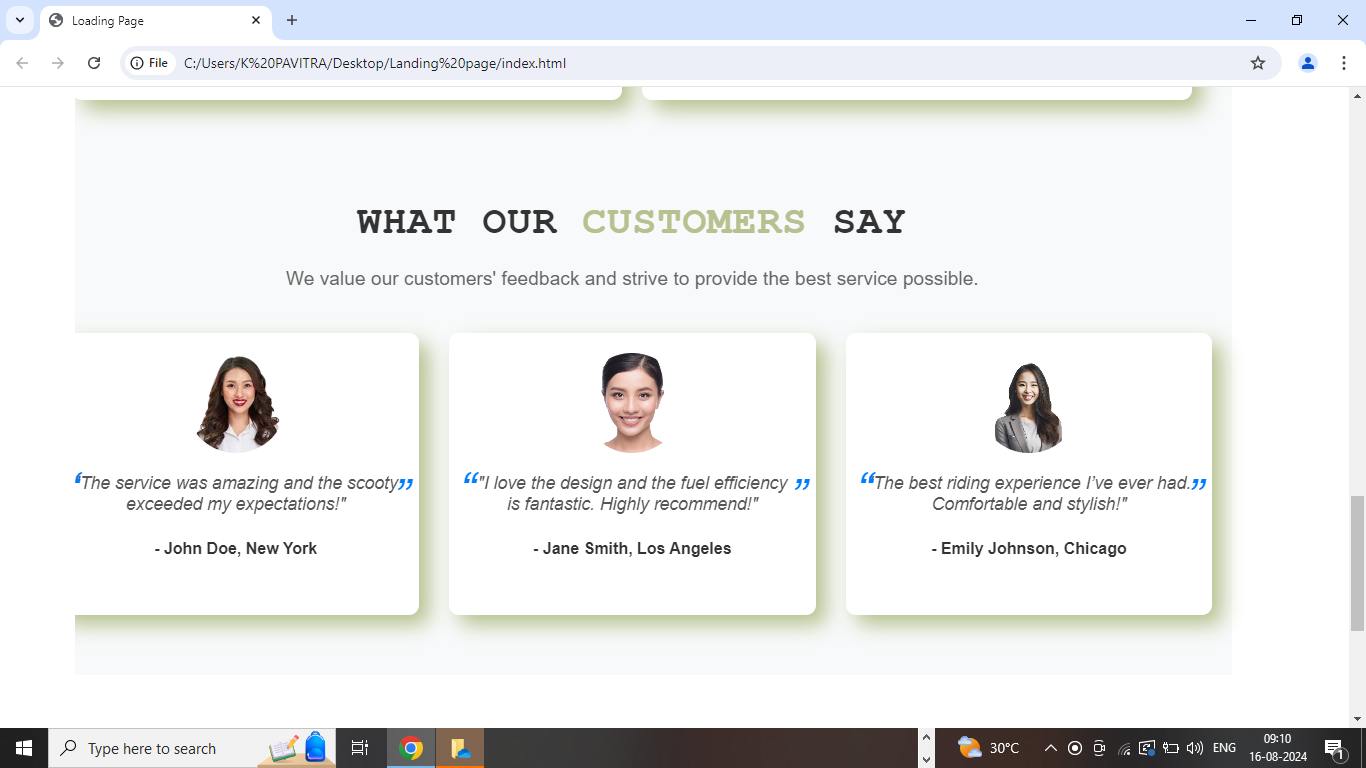 Loading Page
File C:/Users/K%20PAVITRA/Desktop/Landing%20page/index.html
WHAT OUR CUSTOMERS SAY
We value our customers' feedback and strive to provide the best service possible.
“"The service was amazing and the scooty ”
exceeded my expectations!"
- John Doe, New York
“"I love the design and the fuel efficiency ”
is fantastic. Highly recommend!"
- Jane Smith, Los Angeles
“"The best riding experience I’ve ever had. ”
Comfortable and stylish!"
- Emily Johnson, Chicago
Type here to search
30°C
ENG
09:10
16-08-2024
1